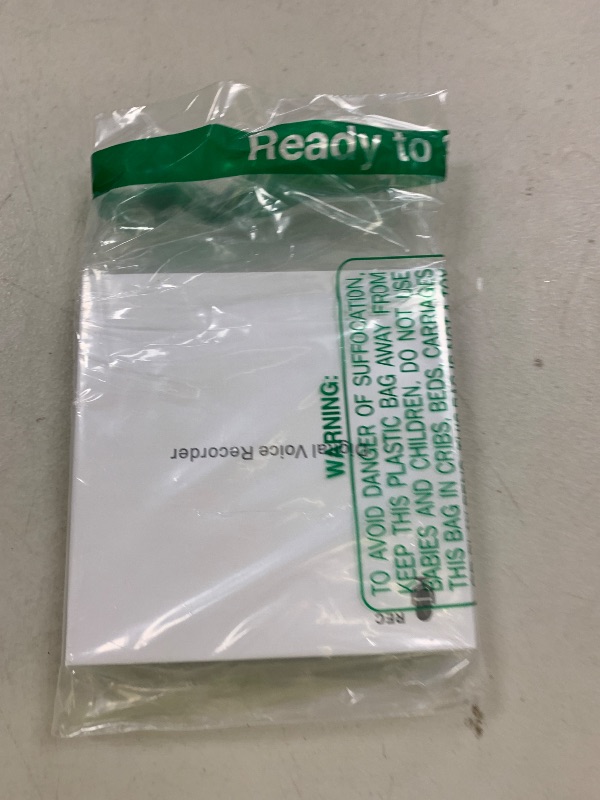 Ready to
WARNING:
TO AVOID DANGER OF SUFFOCATION,
KEEP THIS PLASTIC BAG AWAY FROM
BABIES AND CHILDREN. DO NOT USE
THIS BAG IN CRIBS, BEDS, CARRIAGES
Digital Voice Recorder
REC